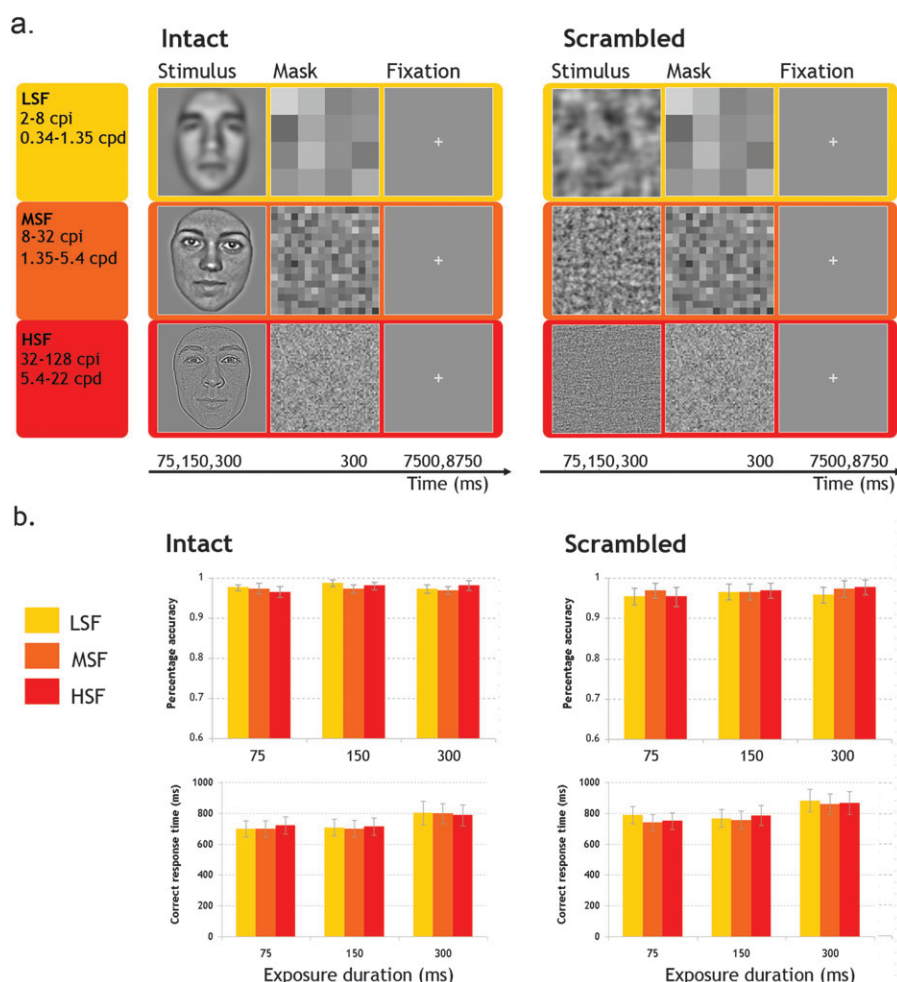 a.
Intact
Scrambled
Stimulus Mask Fixation
Stimulus Mask Fixation
LSF
2-8 cpi
0.34-1.35 cpd
MSF
8-32 cpi
1.35-5.4 cpd
HSF
32-128 cpi
5.4-22 cpd
75,150,300 300 7500,8750
Time (ms)
75,150,300 300 7500,8750
Time (ms)
b.
Intact
Scrambled
LSF
MSF
HSF
Percentage accuracy
1
0.9
0.8
0.7
0.6
75 150 300
Percentage accuracy
1
0.9
0.8
0.7
0.6
75 150 300
Correct response time (ms)
1000
800
600
400
200
0
75 150 300
Exposure duration (ms)
Correct response time (ms)
1000
800
600
400
200
0
75 150 300
Exposure duration (ms)